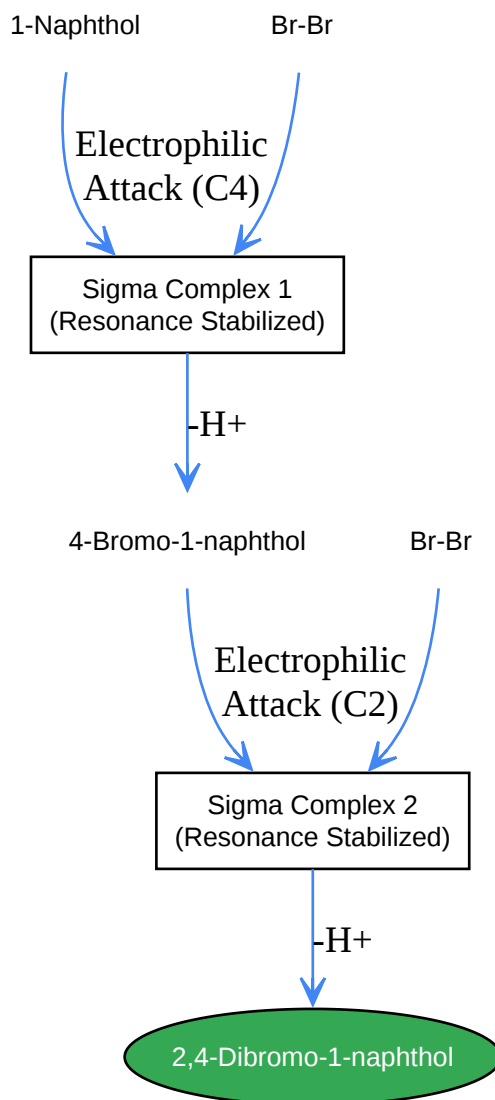 1-Naphthol
Br-Br
Electrophilic
Attack (C4)
Sigma Complex 1
(Resonance Stabilized)
-H+
4-Bromo-1-naphthol
Br-Br
Electrophilic
Attack (C2)
Sigma Complex 2
(Resonance Stabilized)
-H+
2,4-Dibromo-1-naphthol